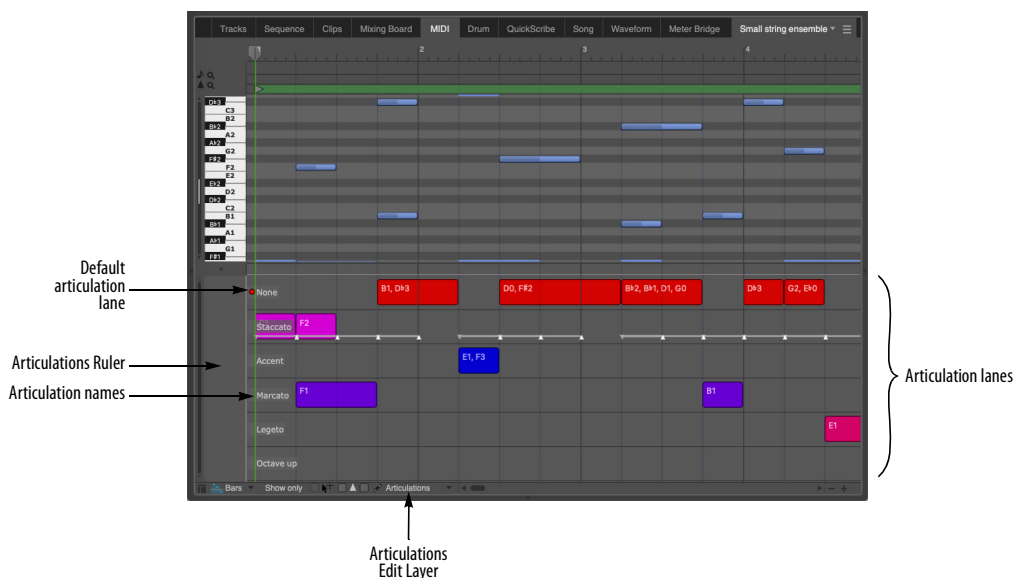 Tracks Sequence Clips Mixing Board MIDI Drum QuickScribe Song Waveform Meter Bridge Small string ensemble
1 2 3 4
D♭3
C3
B2
B♭2
A2
A♭2
G2
F♯2
F2
E2
E♭2
D2
D♭2
C2
B1
B♭1
A1
A♭1
G1
F♯1
Default
articulation
lane
None
B1, D♭3
D0, F♯2
B♭2, B♭1, D1, G0
D♭3
G2, E♭0
Staccato
F2
Articulations Ruler
Accent
E1, F3
Articulation lanes
Articulation names
Marcato
F1
B1
Legeto
E1
Octave up
Bars Show only Articulations
Articulations
Edit Layer